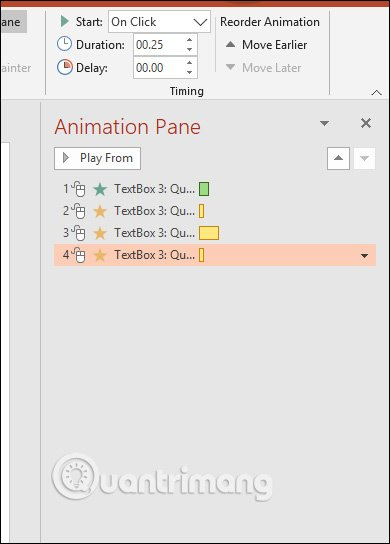 ane
Start: On Click
Reorder Animation
Duration: 00.25
Move Earlier
ainter
Delay: 00.00
Move Later
Timing
Animation Pane
Play From
1 TextBox 3: Qu...
2 TextBox 3: Qu...
3 TextBox 3: Qu...
4 TextBox 3: Qu...
Quantrimang